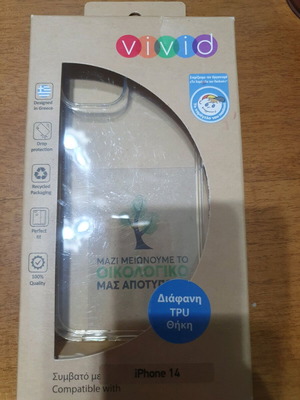 vivid
Designed
in Greece
Drop
protection
Recycled
Packaging
Perfect
fit
100%
Quality
ΜΑΖΙ ΜΕΙΩΝΟΥΜΕ ΤΟ
ΟΙΚΟΛΟΓΙΚΟ
ΜΑΣ ΑΠΟΤΥΠ
Διάφανη
TPU
Θήκη
Συμβατό με
Compatible with
iPhone 14